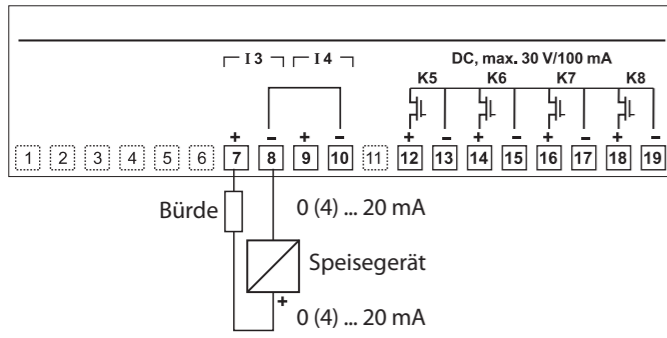 I 3 I 4 DC, max. 30 V/100 mA
K5 K6 K7 K8
+ – + – + – + – + – + –
1 2 3 4 5 6 7 8 9 10 11 12 13 14 15 16 17 18 19
Bürde 0 (4) ... 20 mA
Speisegerät
+
0 (4) ... 20 mA